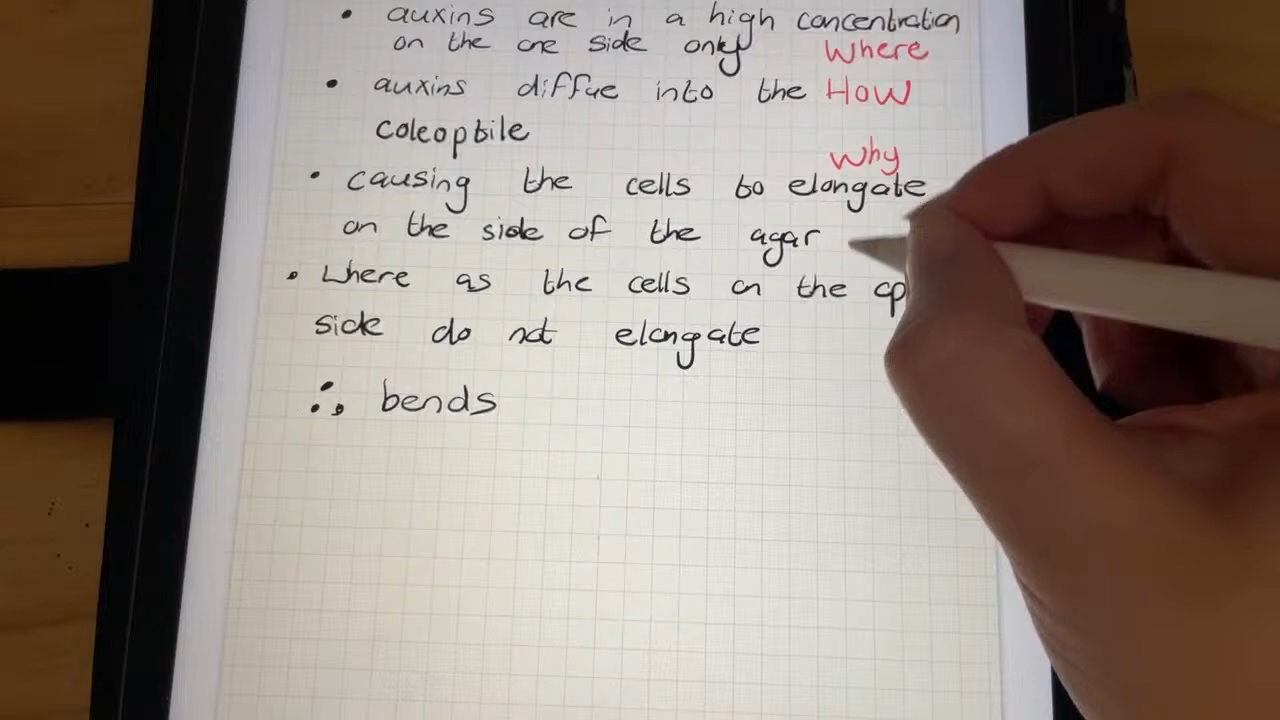 • auxins are in a high concentration
on the one side only Where
• auxins diffue into the How
coleoptile
Why
• causing the cells to elongate
on the side of the agar
• Where as the cells on the
side do not elongate
∴ bends